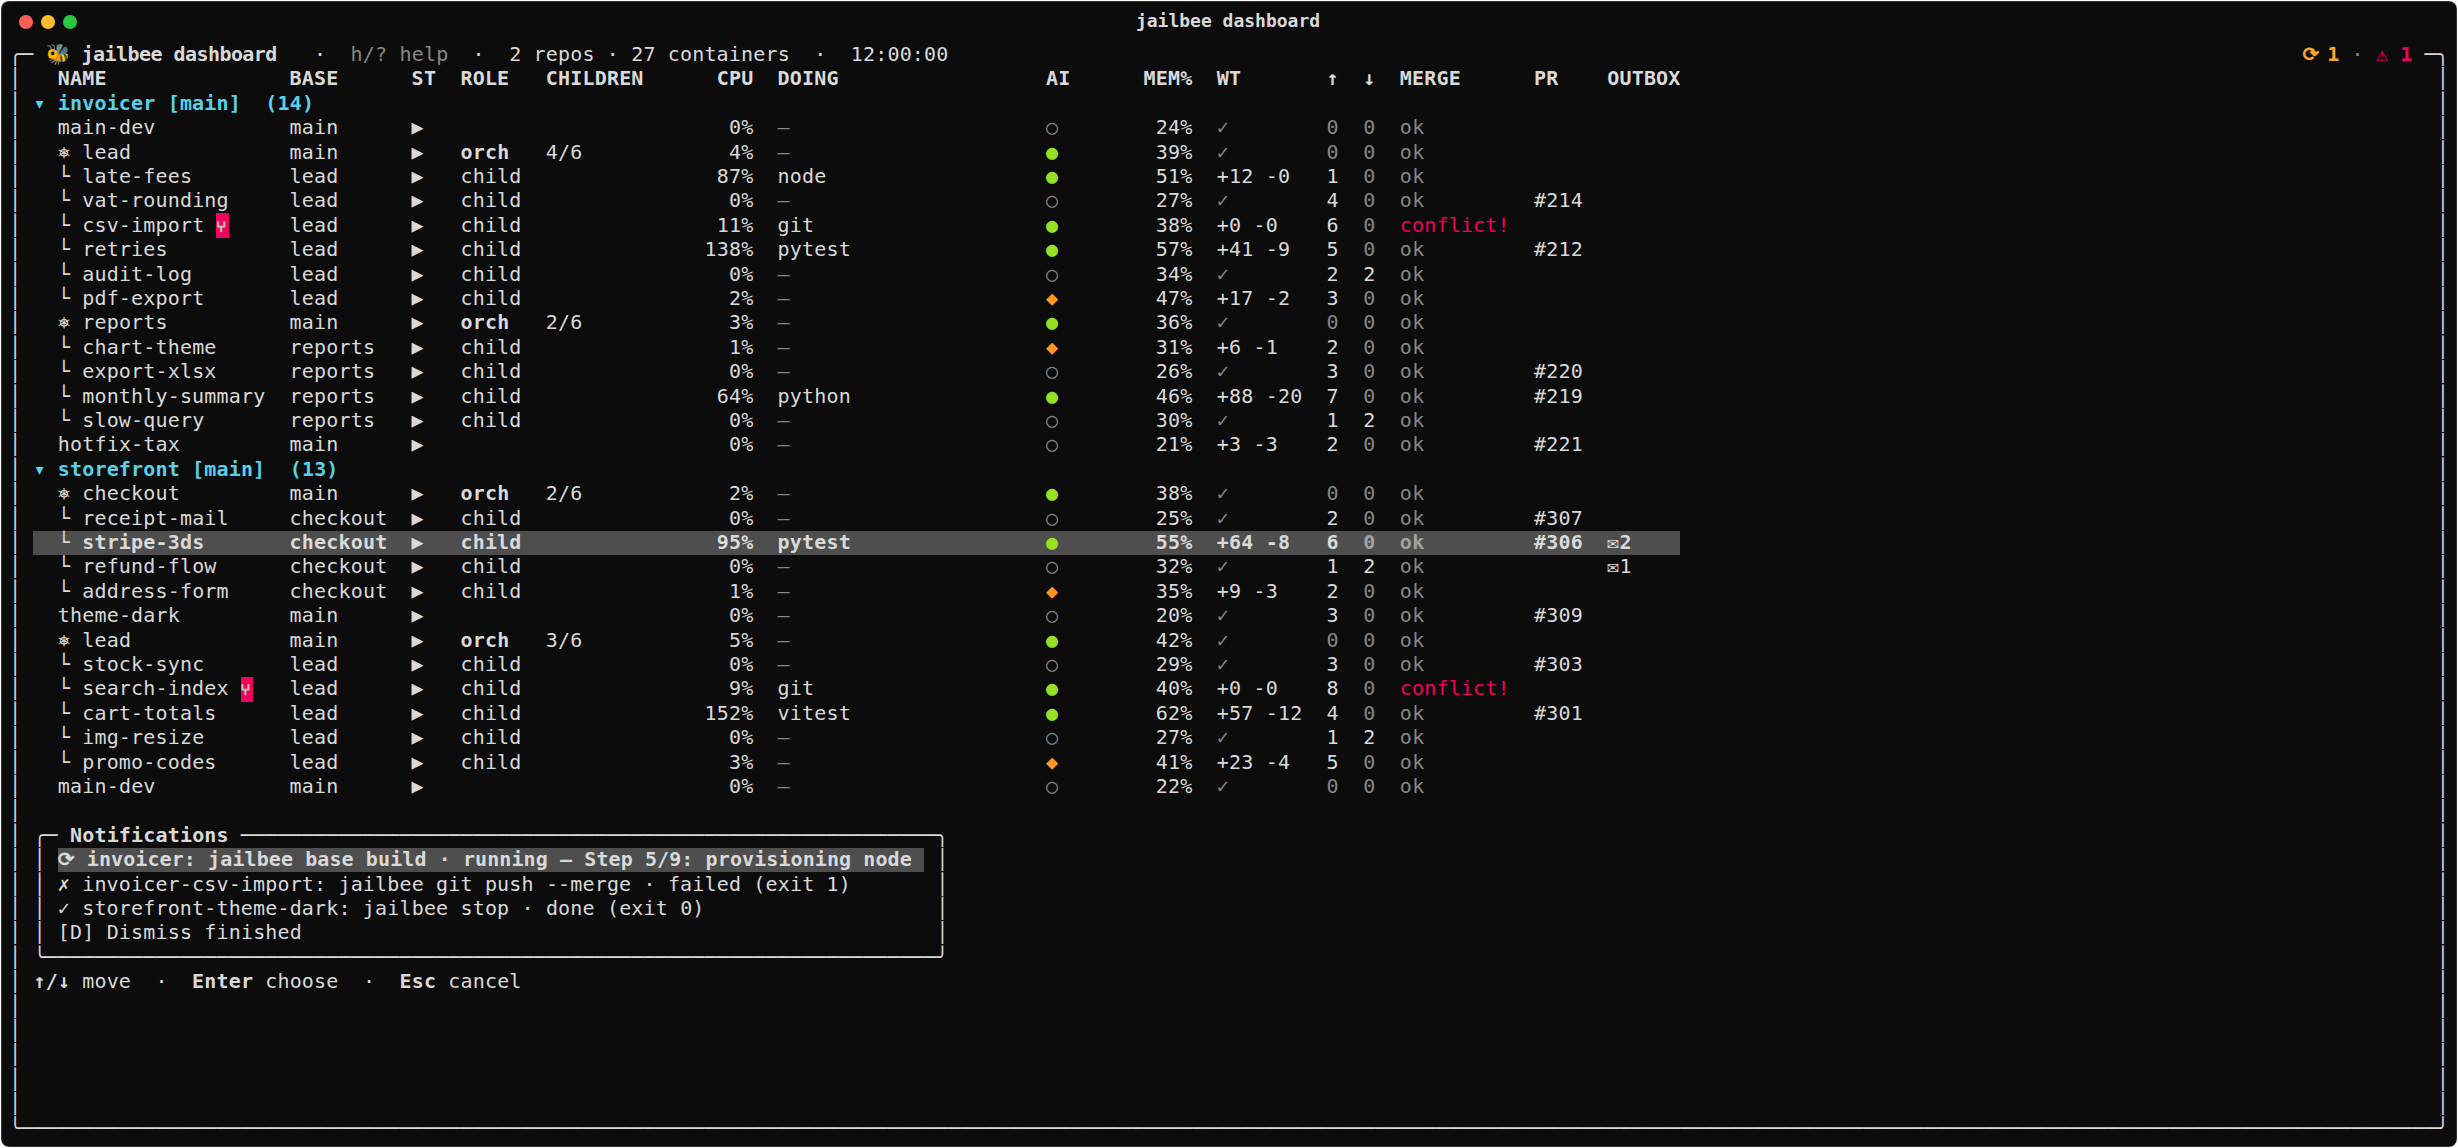 jailbee dashboard
🐝 jailbee dashboard · h/? help · 2 repos · 27 containers · 12:00:00 ⟳ 1 · ⚠ 1
NAME BASE ST ROLE CHILDREN CPU DOING AI MEM% WT ↑ ↓ MERGE PR OUTBOX
▾ invoicer [main] (14)
main-dev main ▶ 0% — ○ 24% ✓ 0 0 ok
⎈ lead main ▶ orch 4/6 4% — ● 39% ✓ 0 0 ok
└ late-fees lead ▶ child 87% node ● 51% +12 -0 1 0 ok
└ vat-rounding lead ▶ child 0% — ○ 27% ✓ 4 0 ok #214
└ csv-import ⑂ lead ▶ child 11% git ● 38% +0 -0 6 0 conflict!
└ retries lead ▶ child 138% pytest ● 57% +41 -9 5 0 ok #212
└ audit-log lead ▶ child 0% — ○ 34% ✓ 2 2 ok
└ pdf-export lead ▶ child 2% — ◆ 47% +17 -2 3 0 ok
⎈ reports main ▶ orch 2/6 3% — ● 36% ✓ 0 0 ok
└ chart-theme reports ▶ child 1% — ◆ 31% +6 -1 2 0 ok
└ export-xlsx reports ▶ child 0% — ○ 26% ✓ 3 0 ok #220
└ monthly-summary reports ▶ child 64% python ● 46% +88 -20 7 0 ok #219
└ slow-query reports ▶ child 0% — ○ 30% ✓ 1 2 ok
hotfix-tax main ▶ 0% — ○ 21% +3 -3 2 0 ok #221
▾ storefront [main] (13)
⎈ checkout main ▶ orch 2/6 2% — ● 38% ✓ 0 0 ok
└ receipt-mail checkout ▶ child 0% — ○ 25% ✓ 2 0 ok #307
└ stripe-3ds checkout ▶ child 95% pytest ● 55% +64 -8 6 0 ok #306 ✉2
└ refund-flow checkout ▶ child 0% — ○ 32% ✓ 1 2 ok ✉1
└ address-form checkout ▶ child 1% — ◆ 35% +9 -3 2 0 ok
theme-dark main ▶ 0% — ○ 20% ✓ 3 0 ok #309
⎈ lead main ▶ orch 3/6 5% — ● 42% ✓ 0 0 ok
└ stock-sync lead ▶ child 0% — ○ 29% ✓ 3 0 ok #303
└ search-index ⑂ lead ▶ child 9% git ● 40% +0 -0 8 0 conflict!
└ cart-totals lead ▶ child 152% vitest ● 62% +57 -12 4 0 ok #301
└ img-resize lead ▶ child 0% — ○ 27% ✓ 1 2 ok
└ promo-codes lead ▶ child 3% — ◆ 41% +23 -4 5 0 ok
main-dev main ▶ 0% — ○ 22% ✓ 0 0 ok
Notifications
⟳ invoicer: jailbee base build · running — Step 5/9: provisioning node
✗ invoicer-csv-import: jailbee git push --merge · failed (exit 1)
✓ storefront-theme-dark: jailbee stop · done (exit 0)
[D] Dismiss finished
↑/↓ move · Enter choose · Esc cancel